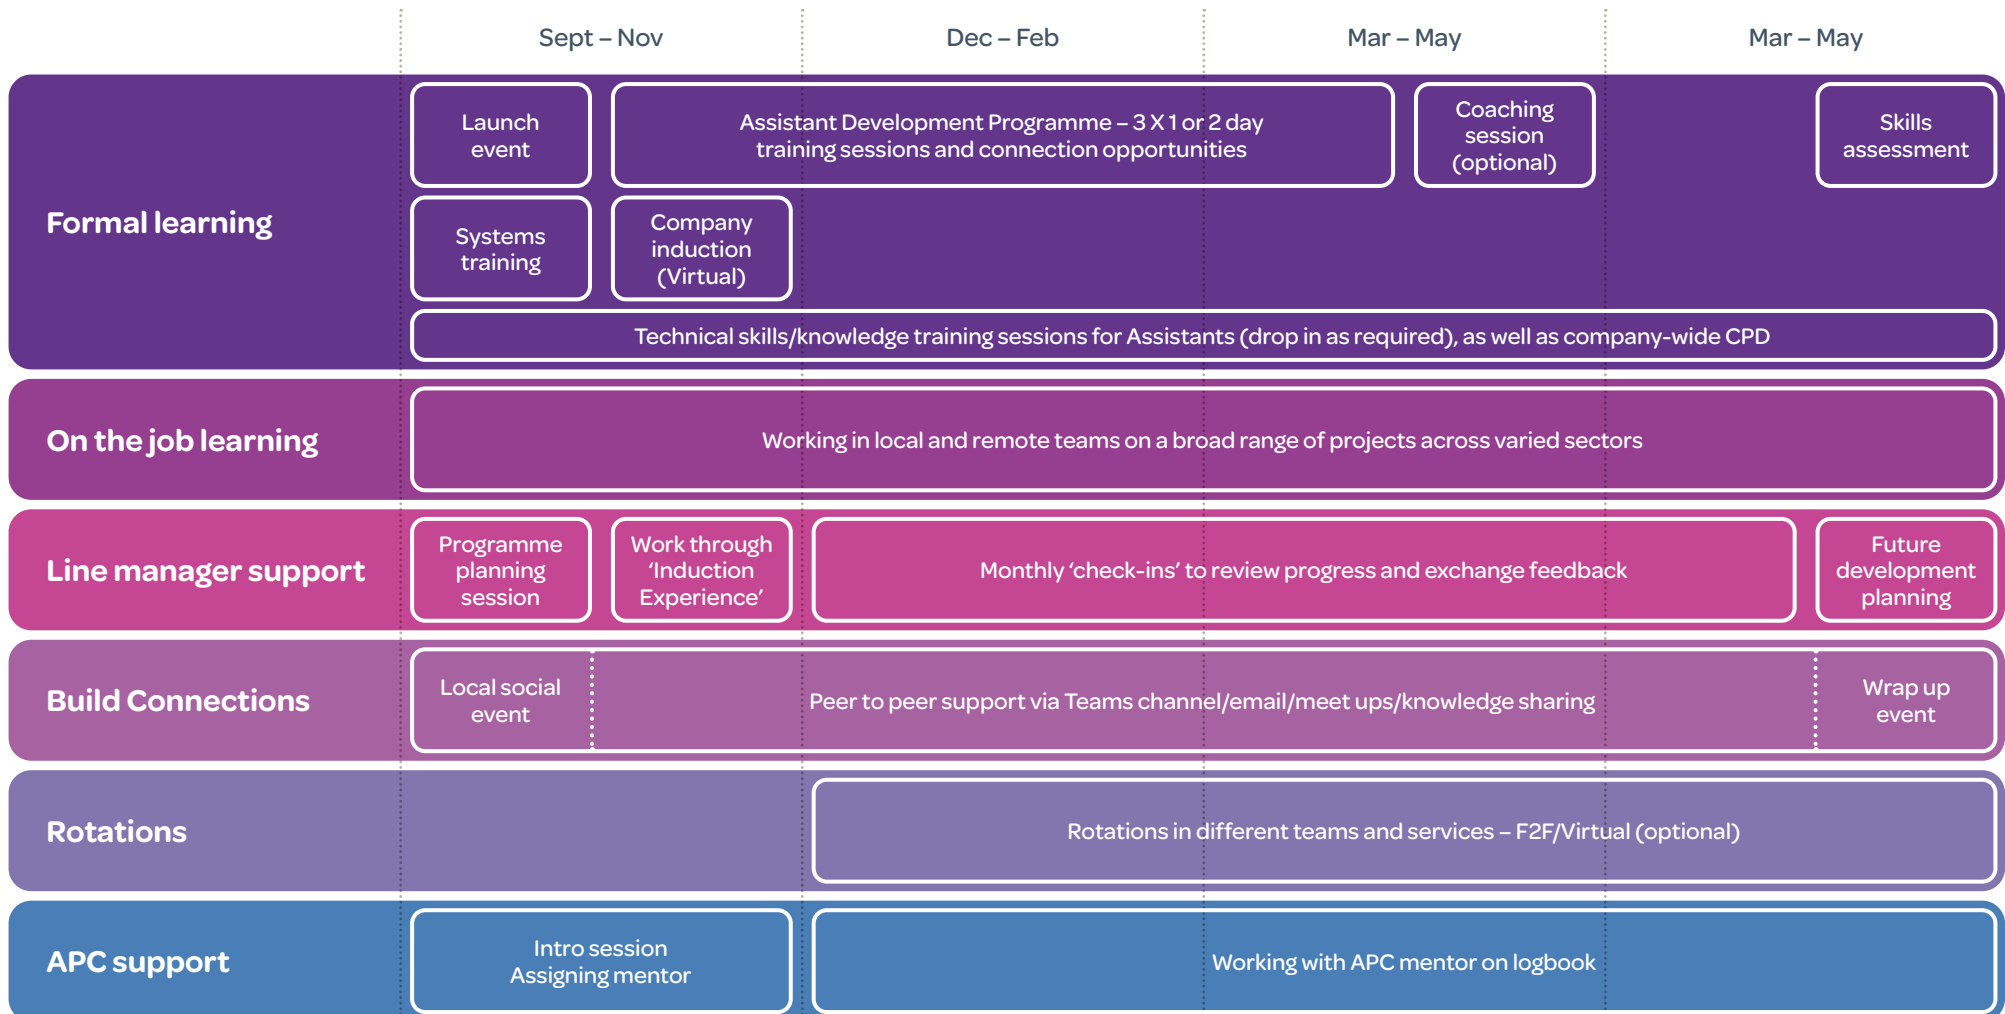 Sept – Nov
Dec – Feb
Mar – May
Mar – May
Formal learning
Launch
event
Assistant Development Programme – 3 X 1 or 2 day
training sessions and connection opportunities
Coaching
session
(optional)
Skills
assessment
Systems
training
Company
induction
(Virtual)
Technical skills/knowledge training sessions for Assistants (drop in as required), as well as company-wide CPD
On the job learning
Working in local and remote teams on a broad range of projects across varied sectors
Line manager support
Programme
planning
session
Work through
‘Induction
Experience’
Monthly ‘check-ins’ to review progress and exchange feedback
Future
development
planning
Build Connections
Local social
event
Peer to peer support via Teams channel/email/meet ups/knowledge sharing
Wrap up
event
Rotations
Rotations in different teams and services – F2F/Virtual (optional)
APC support
Intro session
Assigning mentor
Working with APC mentor on logbook